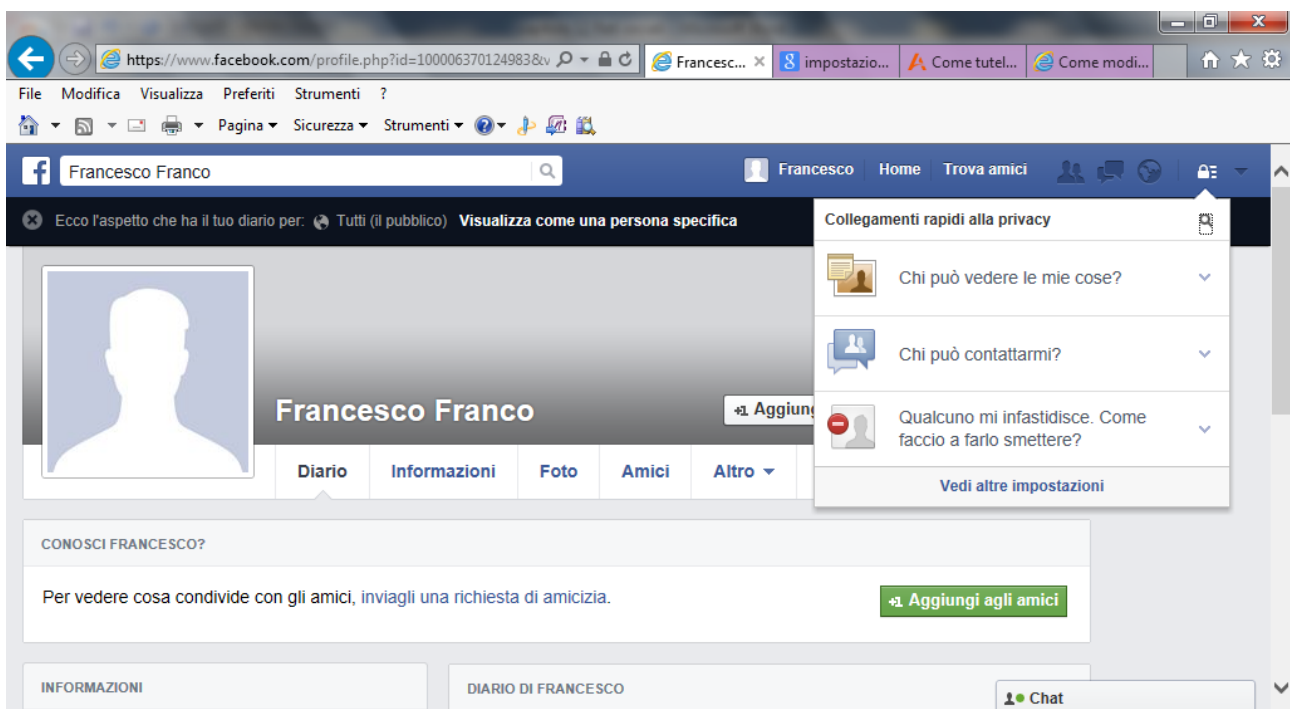 https://www.facebook.com/profile.php?id=100006370124983&v
Francesc...
impostazio...
Come tutel...
Come modi...
File Modifica Visualizza Preferiti Strumenti ?
Pagina Sicurezza Strumenti
Francesco Franco
Francesco Home Trova amici
Ecco l'aspetto che ha il tuo diario per: Tutti (il pubblico) Visualizza come una persona specifica
Collegamenti rapidi alla privacy
Chi può vedere le mie cose?
Chi può contattarmi?
Qualcuno mi infastidisce. Come
faccio a farlo smettere?
Vedi altre impostazioni
Francesco Franco
+1 Aggiung
Diario Informazioni Foto Amici Altro
CONOSCI FRANCESCO?
Per vedere cosa condivide con gli amici, inviagli una richiesta di amicizia.
+1 Aggiungi agli amici
INFORMAZIONI
DIARIO DI FRANCESCO
Chat